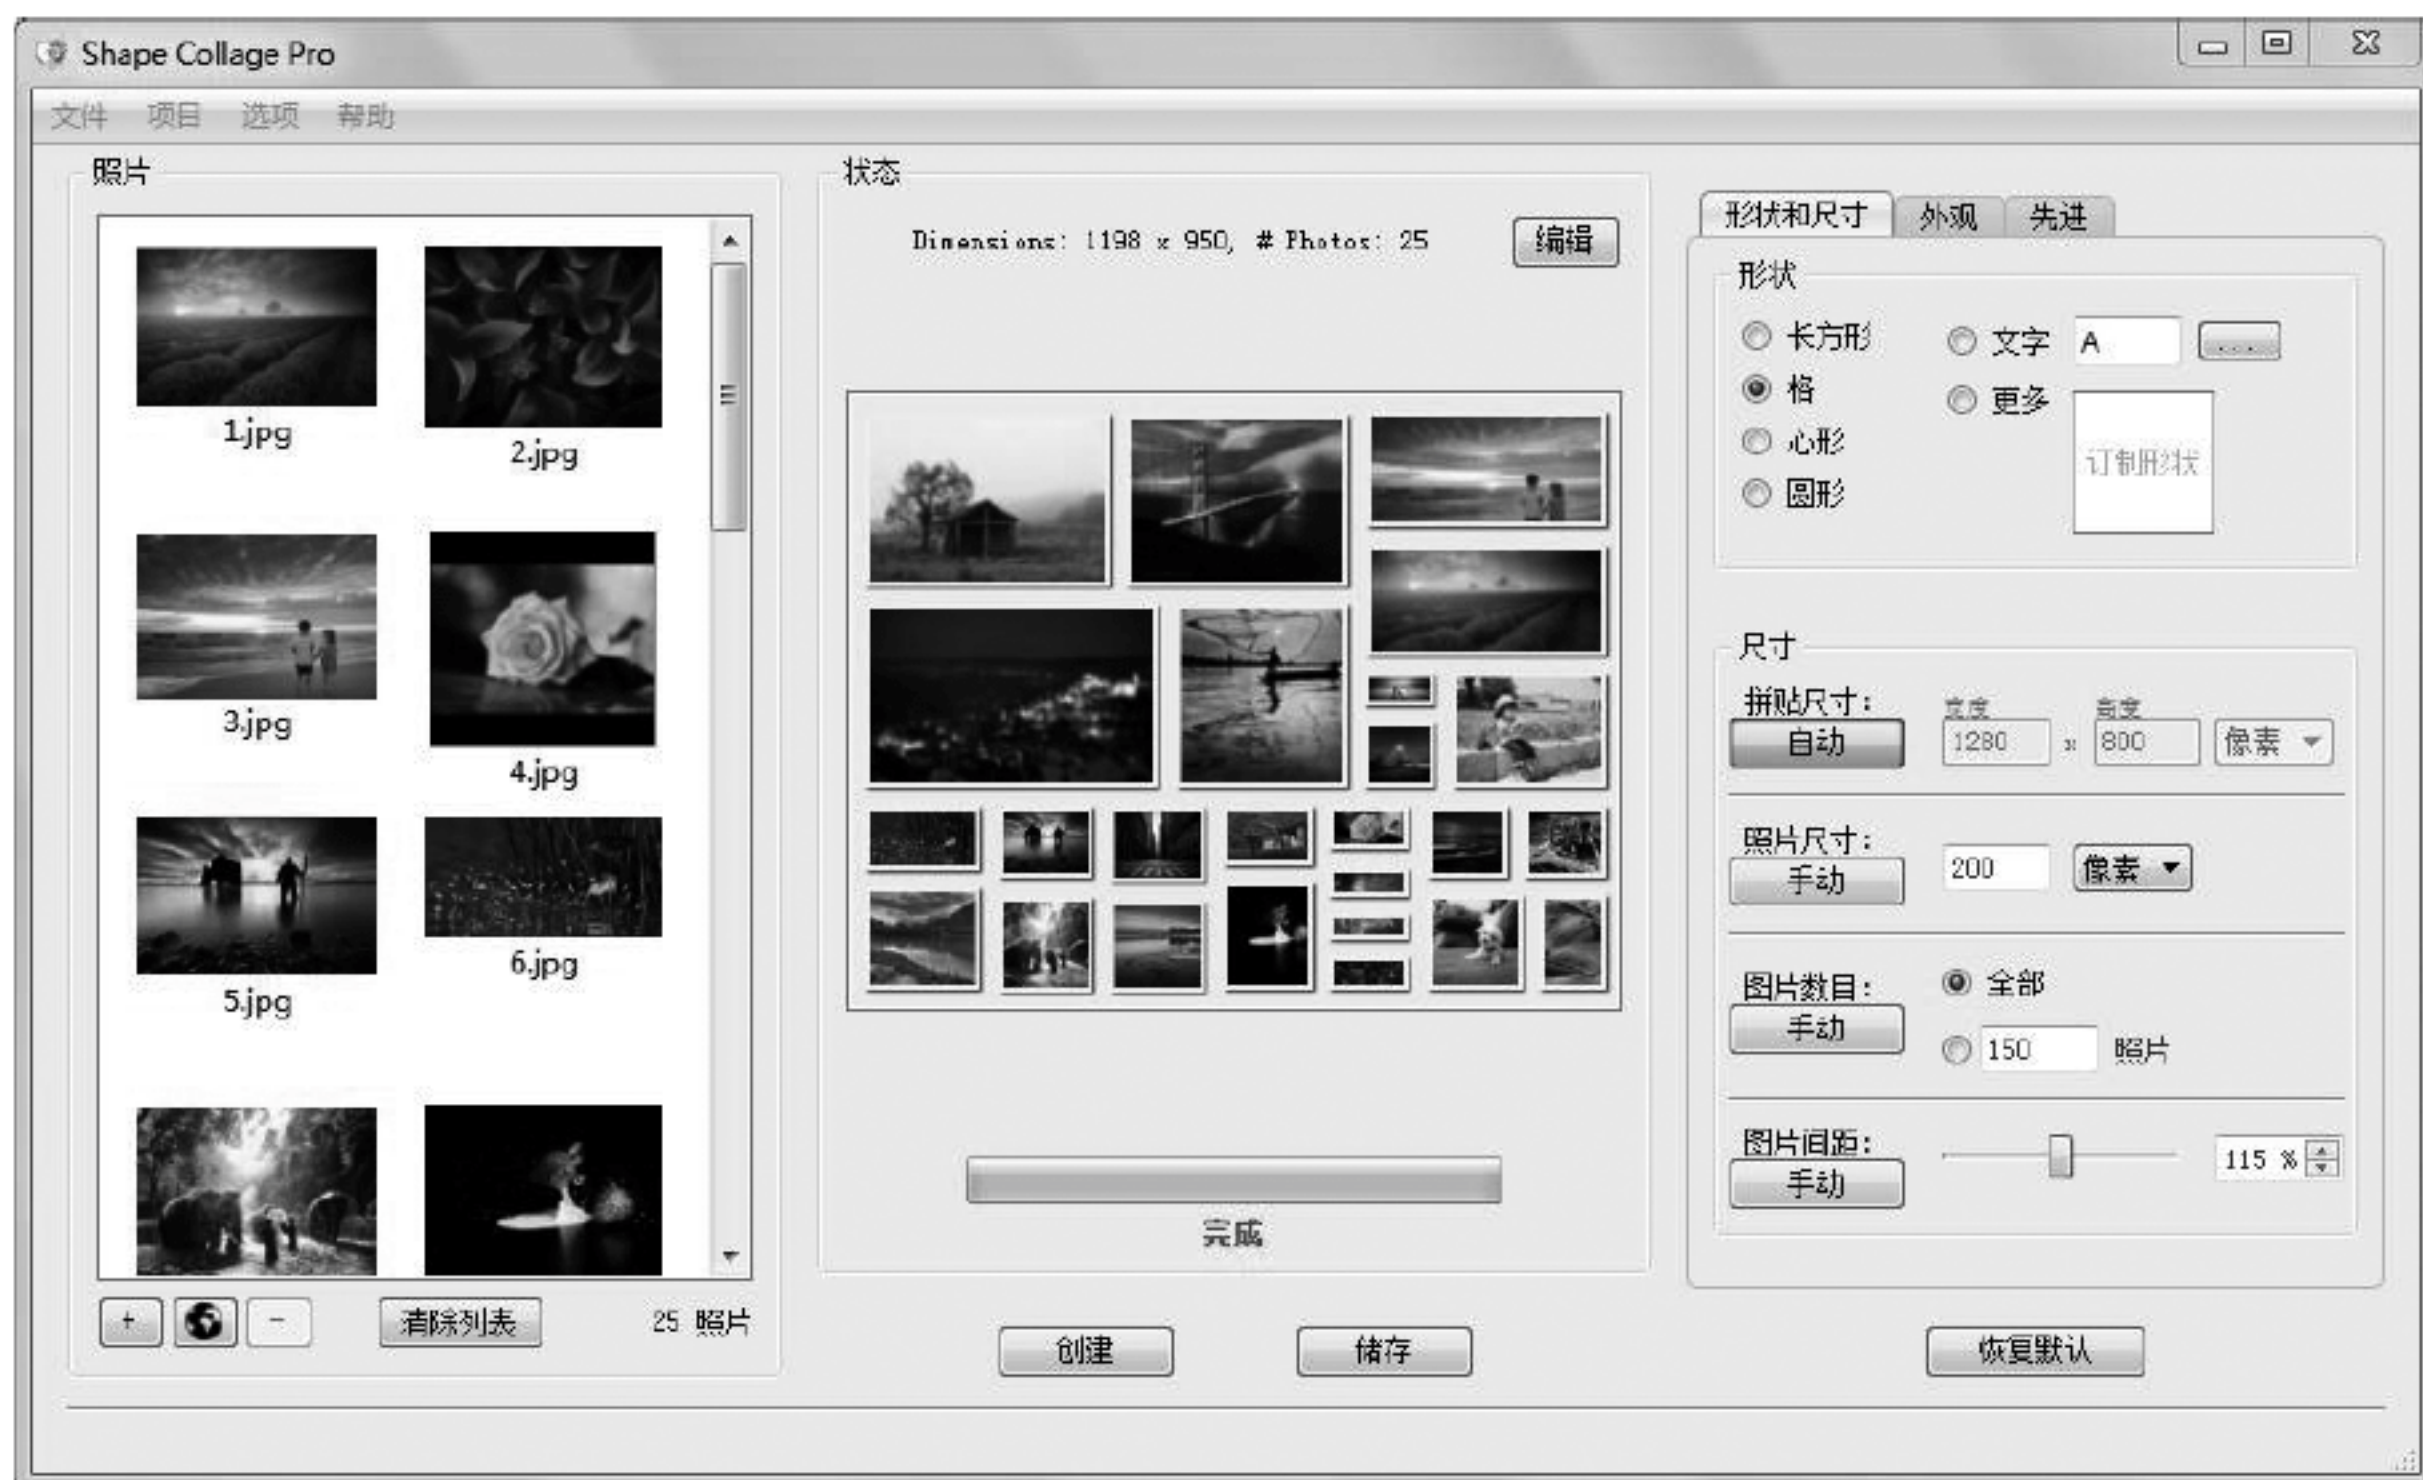 Shape Collage Pro
文件 项目 选项 帮助
照片
1.jpg
2.jpg
3.jpg
4.jpg
5.jpg
6.jpg
+
-
清除列表
25 照片
状态
Dimensions: 1198 x 950, # Photos: 25
编辑
完成
创建
储存
形状和尺寸 外观 先进
形状
长方形
格
心形
圆形
文字 A ...
更多
订制形状
尺寸
拼贴尺寸:
自动
宽度 高度
1280 x 800 像素
照片尺寸:
手动
200 像素
图片数目:
手动
全部
150 照片
图片间距:
手动
115 %
恢复默认